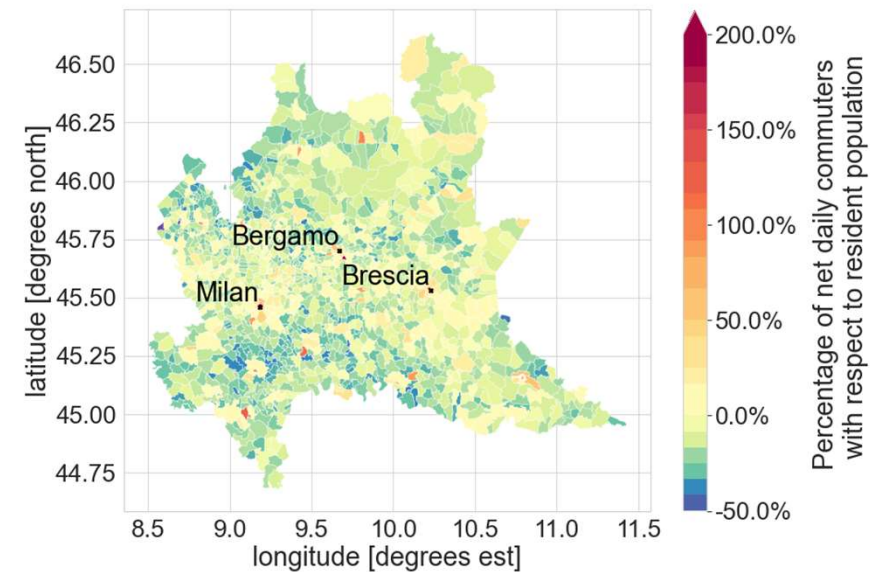 46.50
46.25
46.00
45.75
45.50
45.25
45.00
44.75
latitude [degrees north]
8.5 9.0 9.5 10.0 10.5 11.0 11.5
longitude [degrees est]
Bergamo
Brescia
Milan
200.0%
150.0%
100.0%
50.0%
0.0%
-50.0%
Percentage of net daily commuters
with respect to resident population